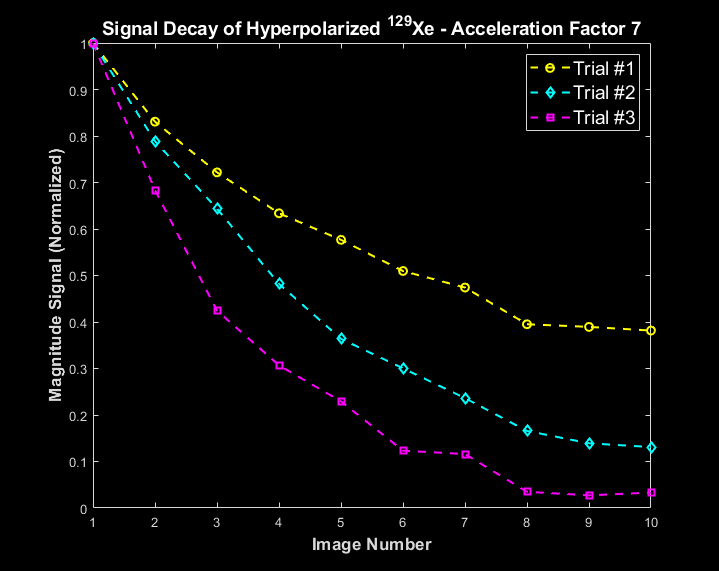 Signal Decay of Hyperpolarized ¹²⁹Xe - Acceleration Factor 7
Trial #1
Trial #2
Trial #3
Magnitude Signal (Normalized)
1
0.9
0.8
0.7
0.6
0.5
0.4
0.3
0.2
0.1
0
1 2 3 4 5 6 7 8 9 10
Image Number